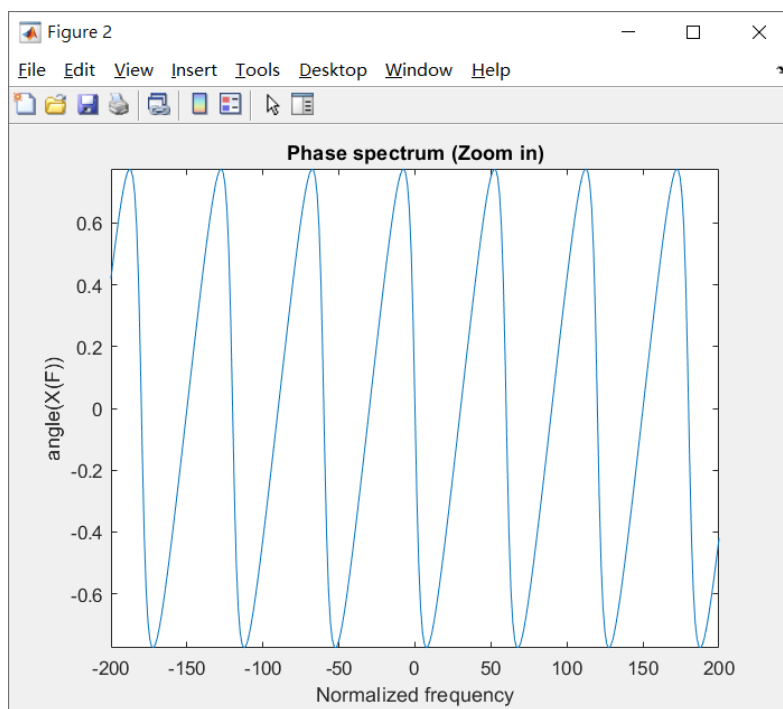 Figure 2
File Edit View Insert Tools Desktop Window Help
Phase spectrum (Zoom in)
angle(X(F))
0.6
0.4
0.2
0
-0.2
-0.4
-0.6
-200 -150 -100 -50 0 50 100 150 200
Normalized frequency